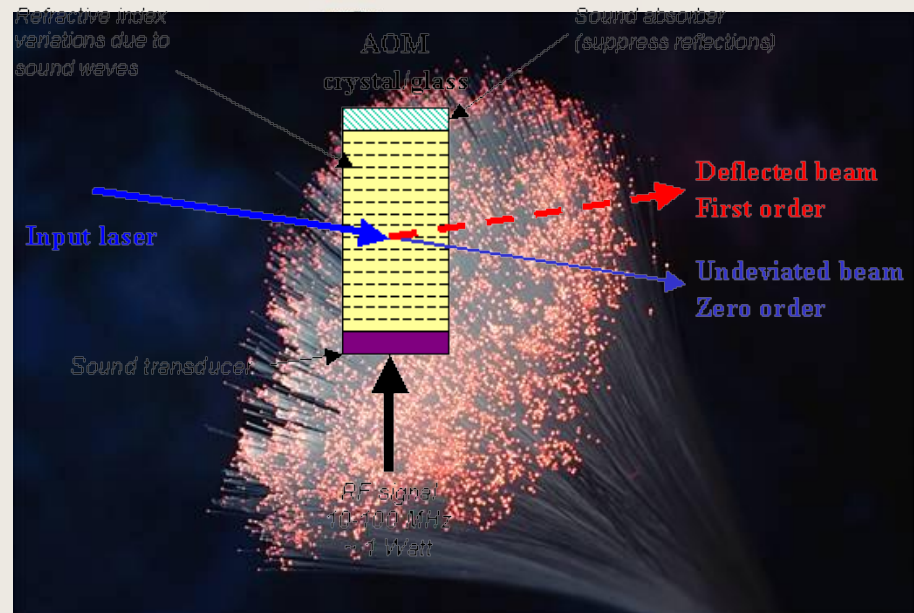 Refractive index
variations due to
sound waves
AOM
crystal/glass
Sound absorber
(suppress reflections)
Deflected beam
First order
Input laser
Undeviated beam
Zero order
Sound transducer
RF signal
10-100 MHz
~1 Watt